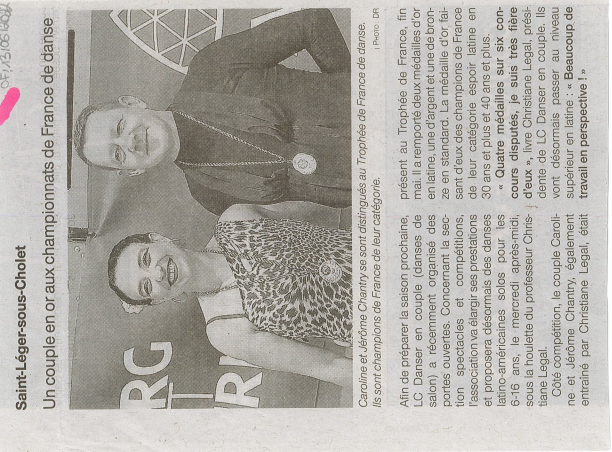 OF, 13/06/2022
Saint-Léger-sous-Cholet
Un couple en or aux championnats de France de danse
RG
Caroline et Jérôme Chantry se sont distingués au Trophée de France de danse.
Ils sont champions de France de leur catégorie.
| PHOTO : DR
Afin de préparer la saison prochaine,
LC Danser en couple (danses de
salon) a récemment organisé des
portes ouvertes. Concernant la sec-
tion spectacles et compétitions,
l'association va élargir ses prestations
et proposera désormais des danses
latino-américaines solos pour les
6-16 ans, le mercredi après-midi,
sous la houlette du professeur Chris-
tiane Legal.
Côté compétition, le couple Caroli-
ne et Jérôme Chantry, également
entraîné par Christiane Legal, était
présent au Trophée de France, fin
mai. Il a remporté deux médailles d'or
en latine, une d'argent et une de bron-
ze en standard. La médaille d'or fai-
sant d'eux des champions de France
de leur catégorie espoir latine en
30 ans et plus et 40 ans et plus.
« Quatre médailles sur six con-
cours disputés, je suis très fière
d'eux », livre Christiane Legal, prési-
dente de LC Danser en couple. Ils
vont désormais passer au niveau
supérieur en latine : « Beaucoup de
travail en perspective ! »